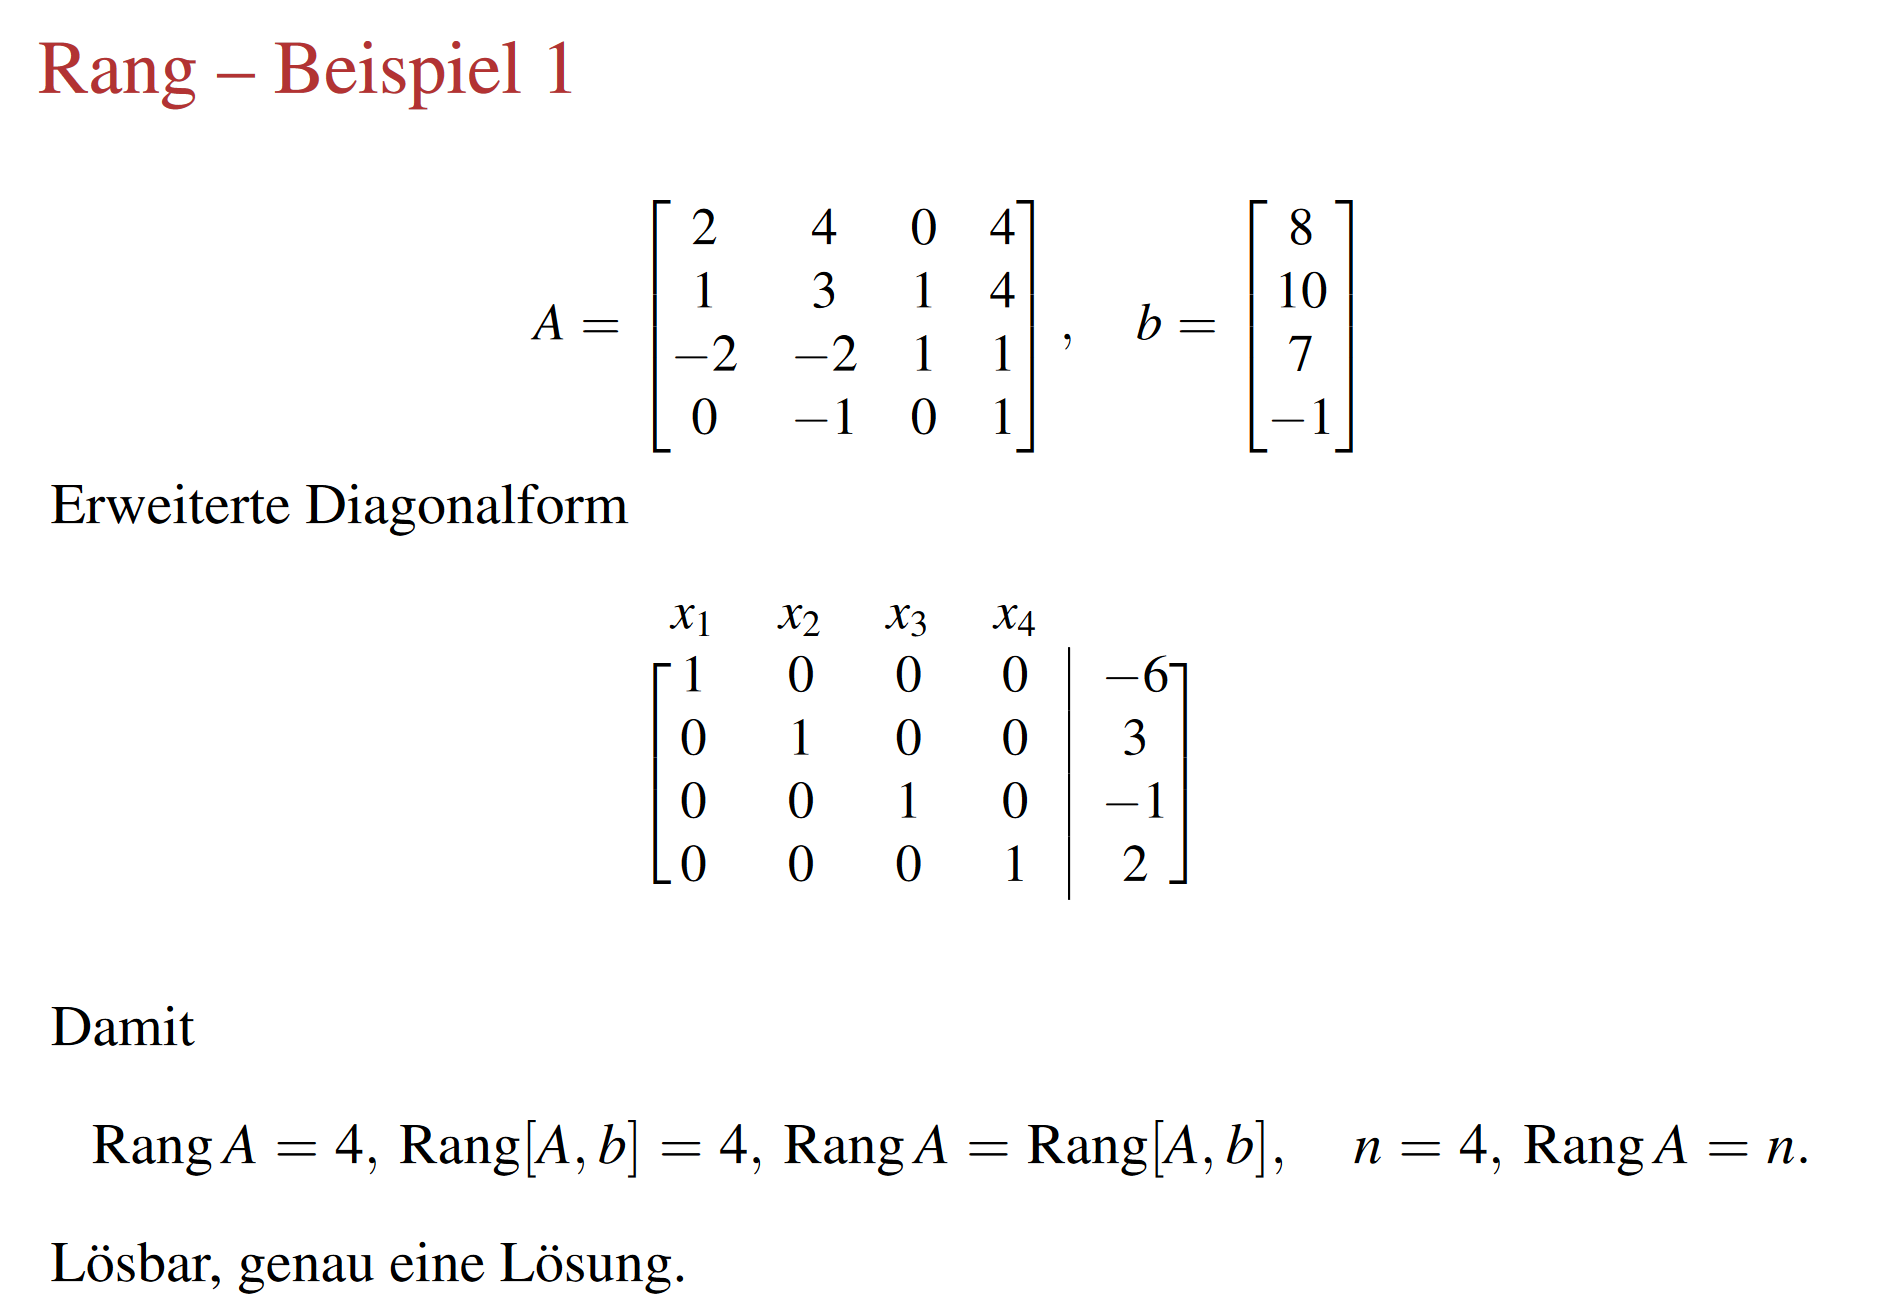 Rang – Beispiel 1
2 4 0 4 8
1 3 1 4 10
A = , b =
−2 −2 1 1 7
0 −1 0 1 −1
Erweiterte Diagonalform
x₁ x₂ x₃ x₄
1 0 0 0 −6
0 1 0 0 3
0 0 1 0 −1
0 0 0 1 2
Damit
Rang A = 4, Rang[A, b] = 4, Rang A = Rang[A, b], n = 4, Rang A = n.
Lösbar, genau eine Lösung.